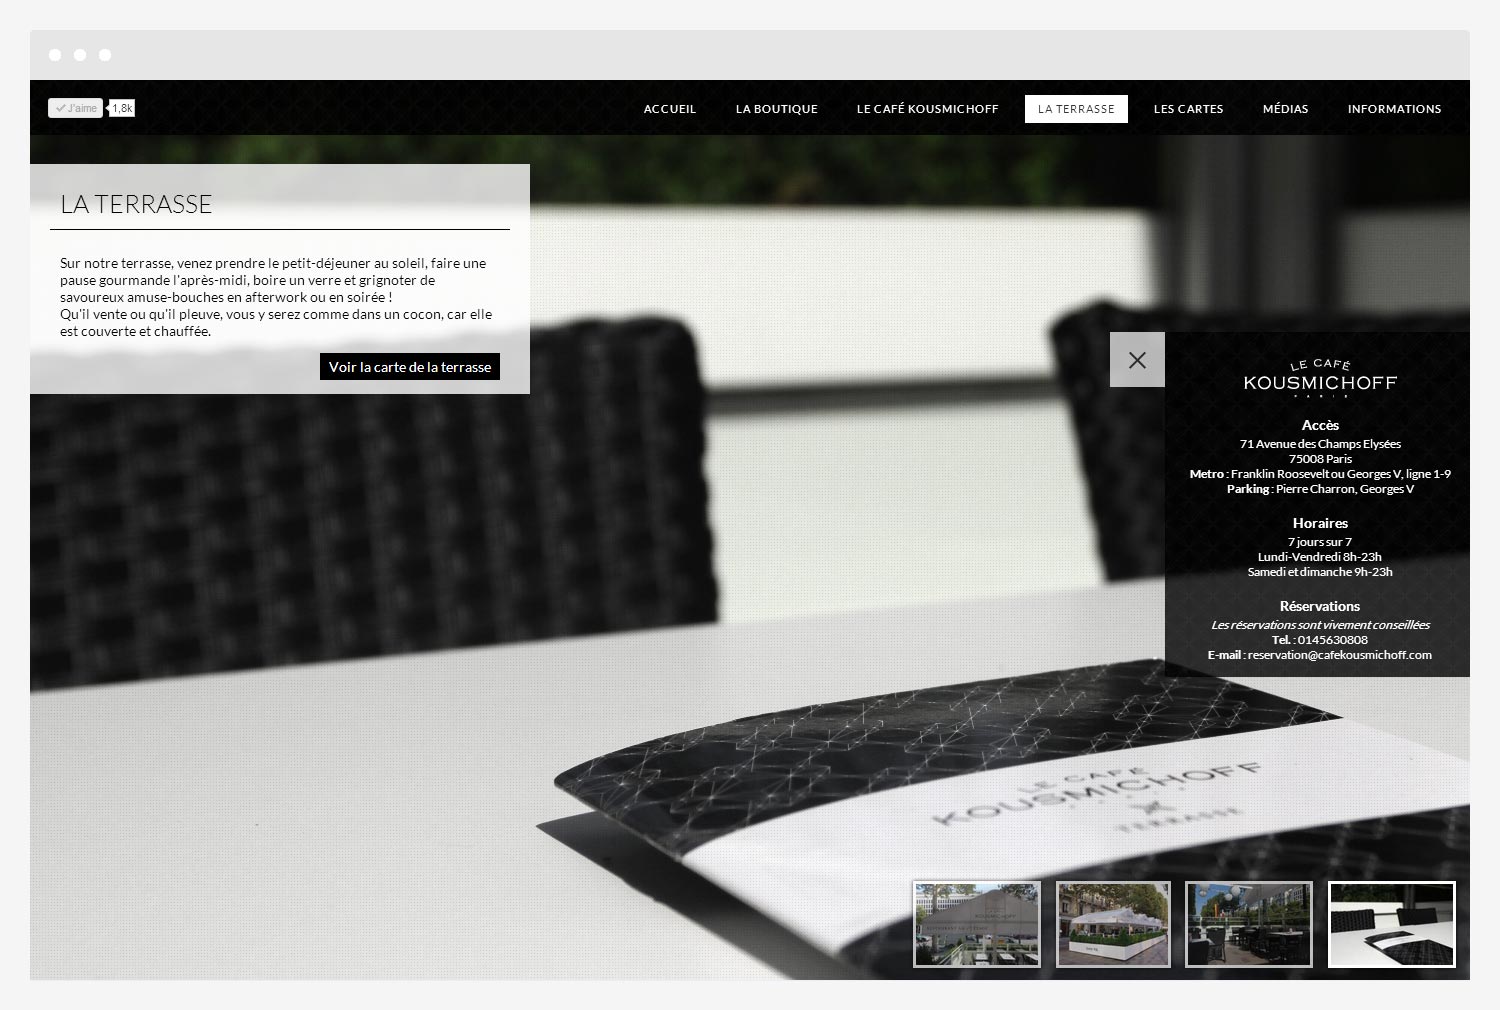 J'aime 1,8k
ACCUEIL LA BOUTIQUE LE CAFÉ KOUSMICHOFF LA TERRASSE LES CARTES MÉDIAS INFORMATIONS
LA TERRASSE
Sur notre terrasse, venez prendre le petit-déjeuner au soleil, faire une
pause gourmande l'après-midi, boire un verre et grignoter de
savoureux amuse-bouches en afterwork ou en soirée !
Qu'il vente ou qu'il pleuve, vous y serez comme dans un cocon, car elle
est couverte et chauffée.
Voir la carte de la terrasse
LE CAFÉ
KOUSMICHOFF
PARIS
Accès
71 Avenue des Champs Elysées
75008 Paris
Metro : Franklin Roosevelt ou Georges V, ligne 1-9
Parking : Pierre Charron, Georges V
Horaires
7 jours sur 7
Lundi-Vendredi 8h-23h
Samedi et dimanche 9h-23h
Réservations
Les réservations sont vivement conseillées
Tel. : 0145630808
E-mail : reservation@cafekousmichoff.com
LE CAFÉ
KOUSMICHOFF
TERRASSE
KOUSMICHOFF